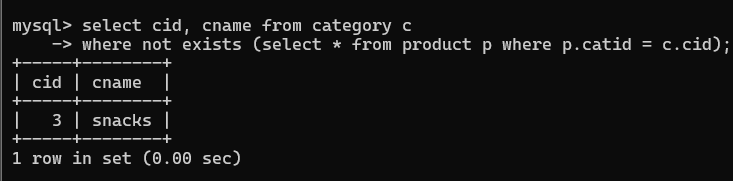 mysql> select cid, cname from category c
    -> where not exists (select * from product p where p.catid = c.cid);
+-----+--------+
| cid | cname  |
+-----+--------+
|   3 | snacks |
+-----+--------+
1 row in set (0.00 sec)